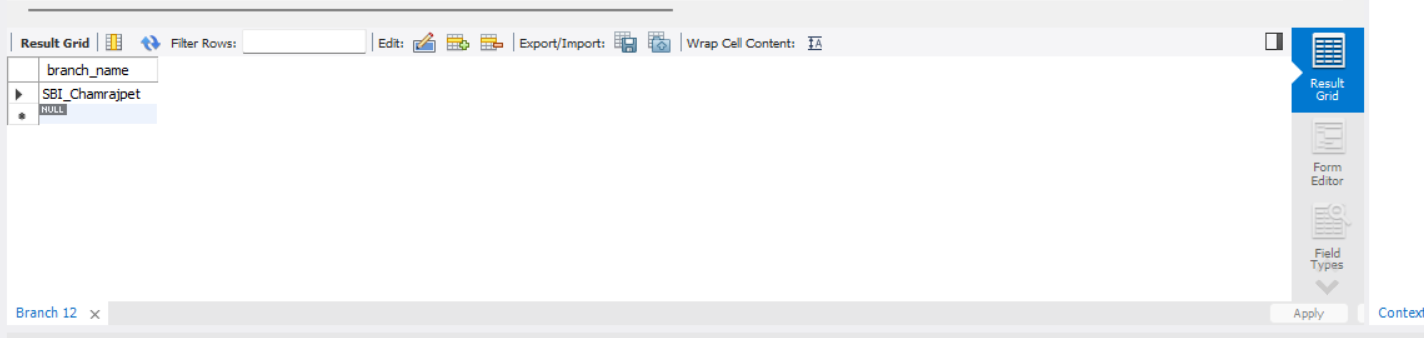 Result Grid Filter Rows: Edit: Export/Import: Wrap Cell Content: IA
branch_name
SBI_Chamrajpet
NULL
Result
Grid
Form
Editor
Field
Types
Branch 12 ×
Apply
Context